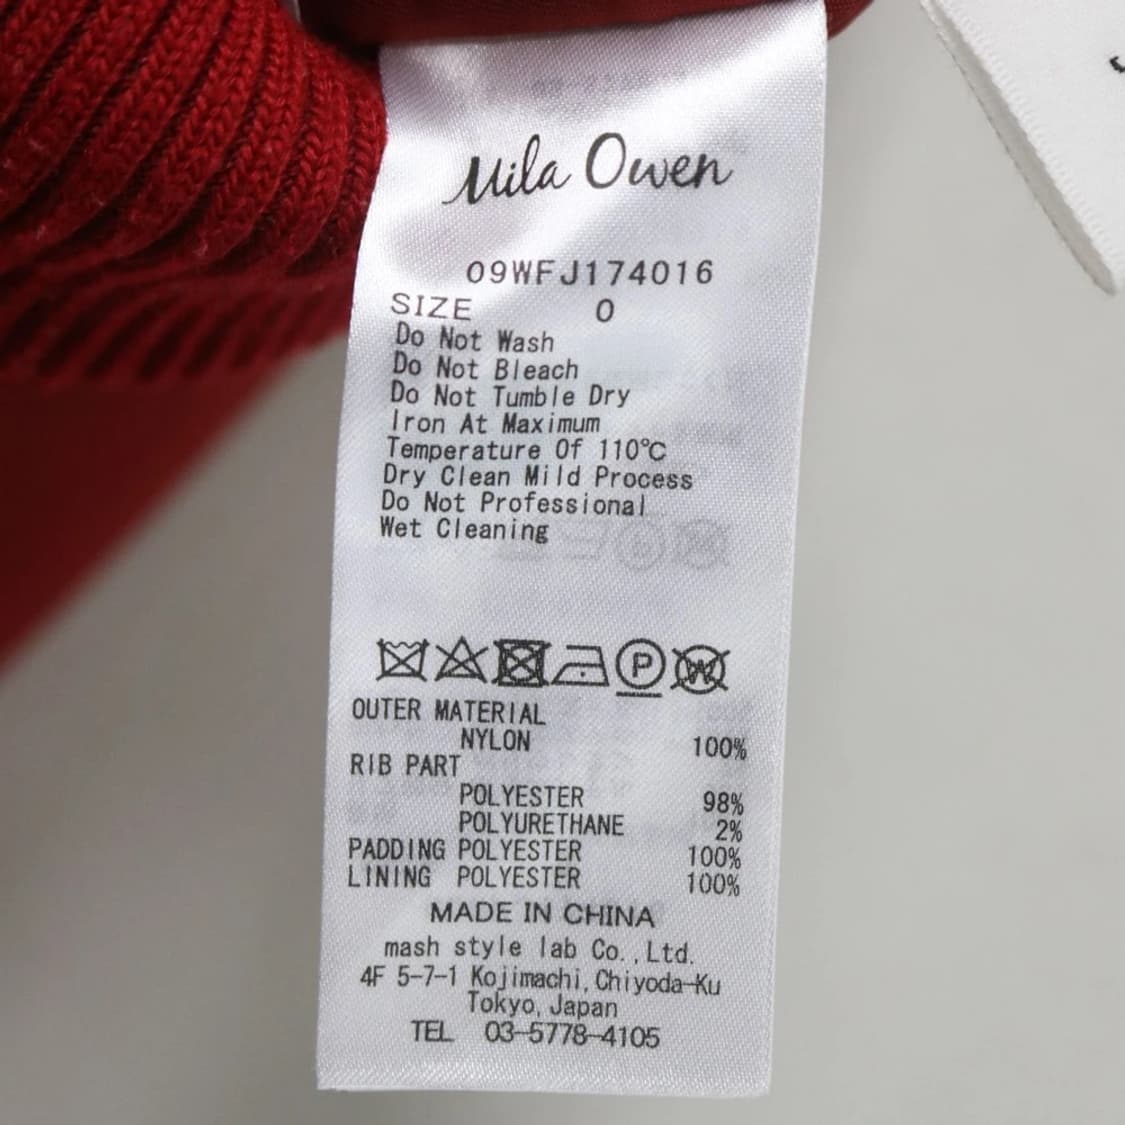 Mila Owen
09WFJ174016
SIZE 0
Do Not Wash
Do Not Bleach
Do Not Tumble Dry
Iron At Maximum
Temperature Of 110℃
Dry Clean Mild Process
Do Not Professional
Wet Cleaning
P W
OUTER MATERIAL
NYLON 100%
RIB PART
POLYESTER 98%
POLYURETHANE 2%
PADDING POLYESTER 100%
LINING POLYESTER 100%
MADE IN CHINA
mash style lab Co.,Ltd.
4F 5-7-1 Kojimachi,Chiyoda-Ku
Tokyo,Japan
TEL 03-5778-4105